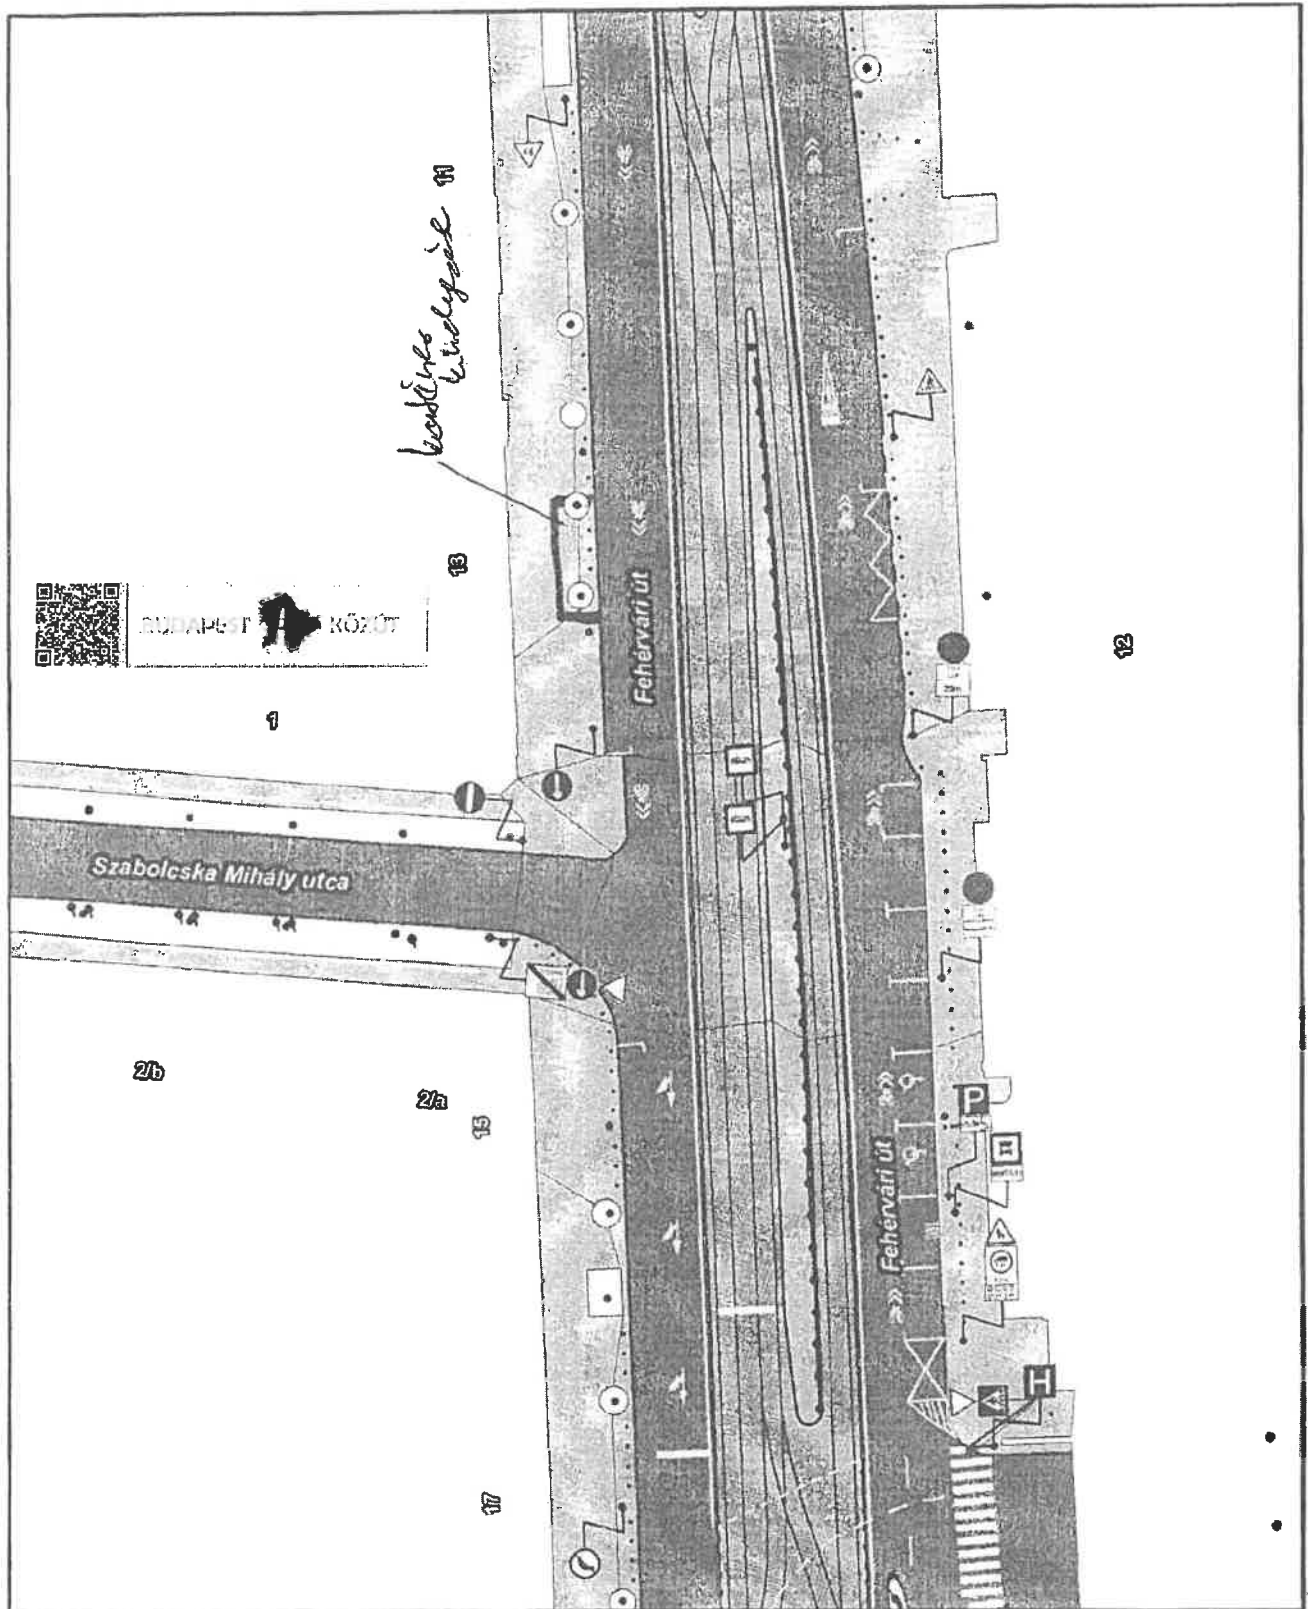 11
13
BUDAPEST KÖZÚT
Fehérvári út
12
1
Szabolcska Mihály utca
2/b
2/a
15
P
Fehérvári út
H
17